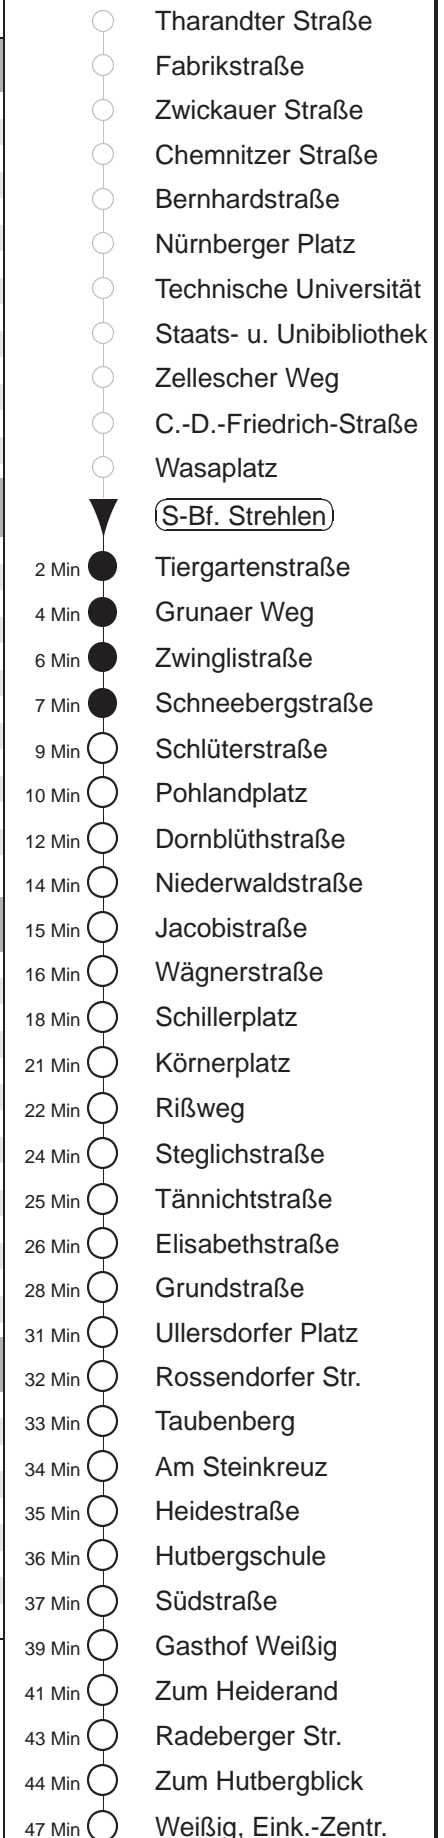 Tharandter Straße
Fabrikstraße
Zwickauer Straße
Chemnitzer Straße
Bernhardstraße
Nürnberger Platz
Technische Universität
Staats- u. Unibibliothek
Zellescher Weg
C.-D.-Friedrich-Straße
Wasaplatz
S-Bf. Strehlen
2 Min Tiergartenstraße
4 Min Grunaer Weg
6 Min Zwinglistraße
7 Min Schneebergstraße
9 Min Schlüterstraße
10 Min Pohlandplatz
12 Min Dornblüthstraße
14 Min Niederwaldstraße
15 Min Jacobistraße
16 Min Wägnerstraße
18 Min Schillerplatz
21 Min Körnerplatz
22 Min Rißweg
24 Min Steglichstraße
25 Min Tännichtstraße
26 Min Elisabethstraße
28 Min Grundstraße
31 Min Ullersdorfer Platz
32 Min Rossendorfer Str.
33 Min Taubenberg
34 Min Am Steinkreuz
35 Min Heidestraße
36 Min Hutbergschule
37 Min Südstraße
39 Min Gasthof Weißig
41 Min Zum Heiderand
43 Min Radeberger Str.
44 Min Zum Hutbergblick
47 Min Weißig, Eink.-Zentr.